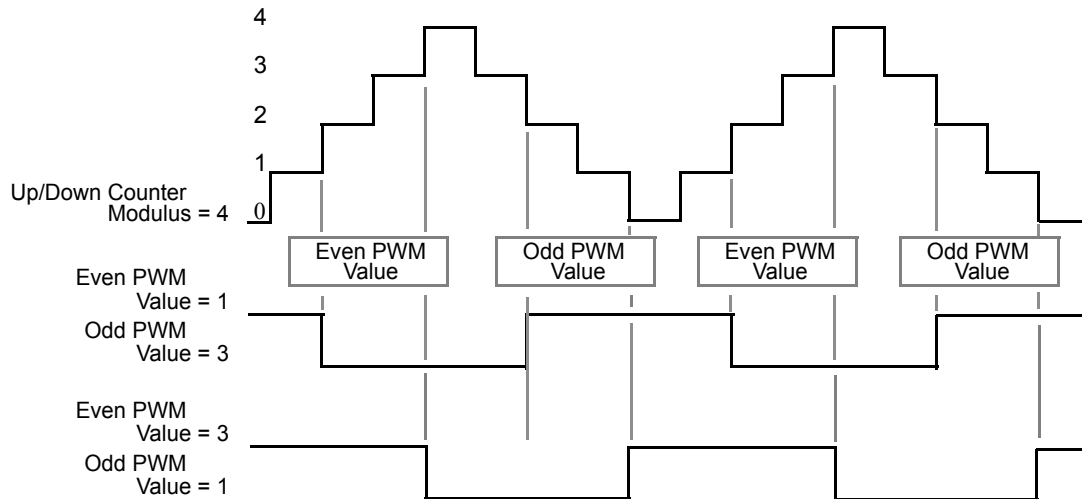 4
3
2
1
0
Up/Down Counter
Modulus = 4
Even PWM
Value
Odd PWM
Value
Even PWM
Value
Odd PWM
Value
Even PWM
Value = 1
Odd PWM
Value = 3
Even PWM
Value = 3
Odd PWM
Value = 1